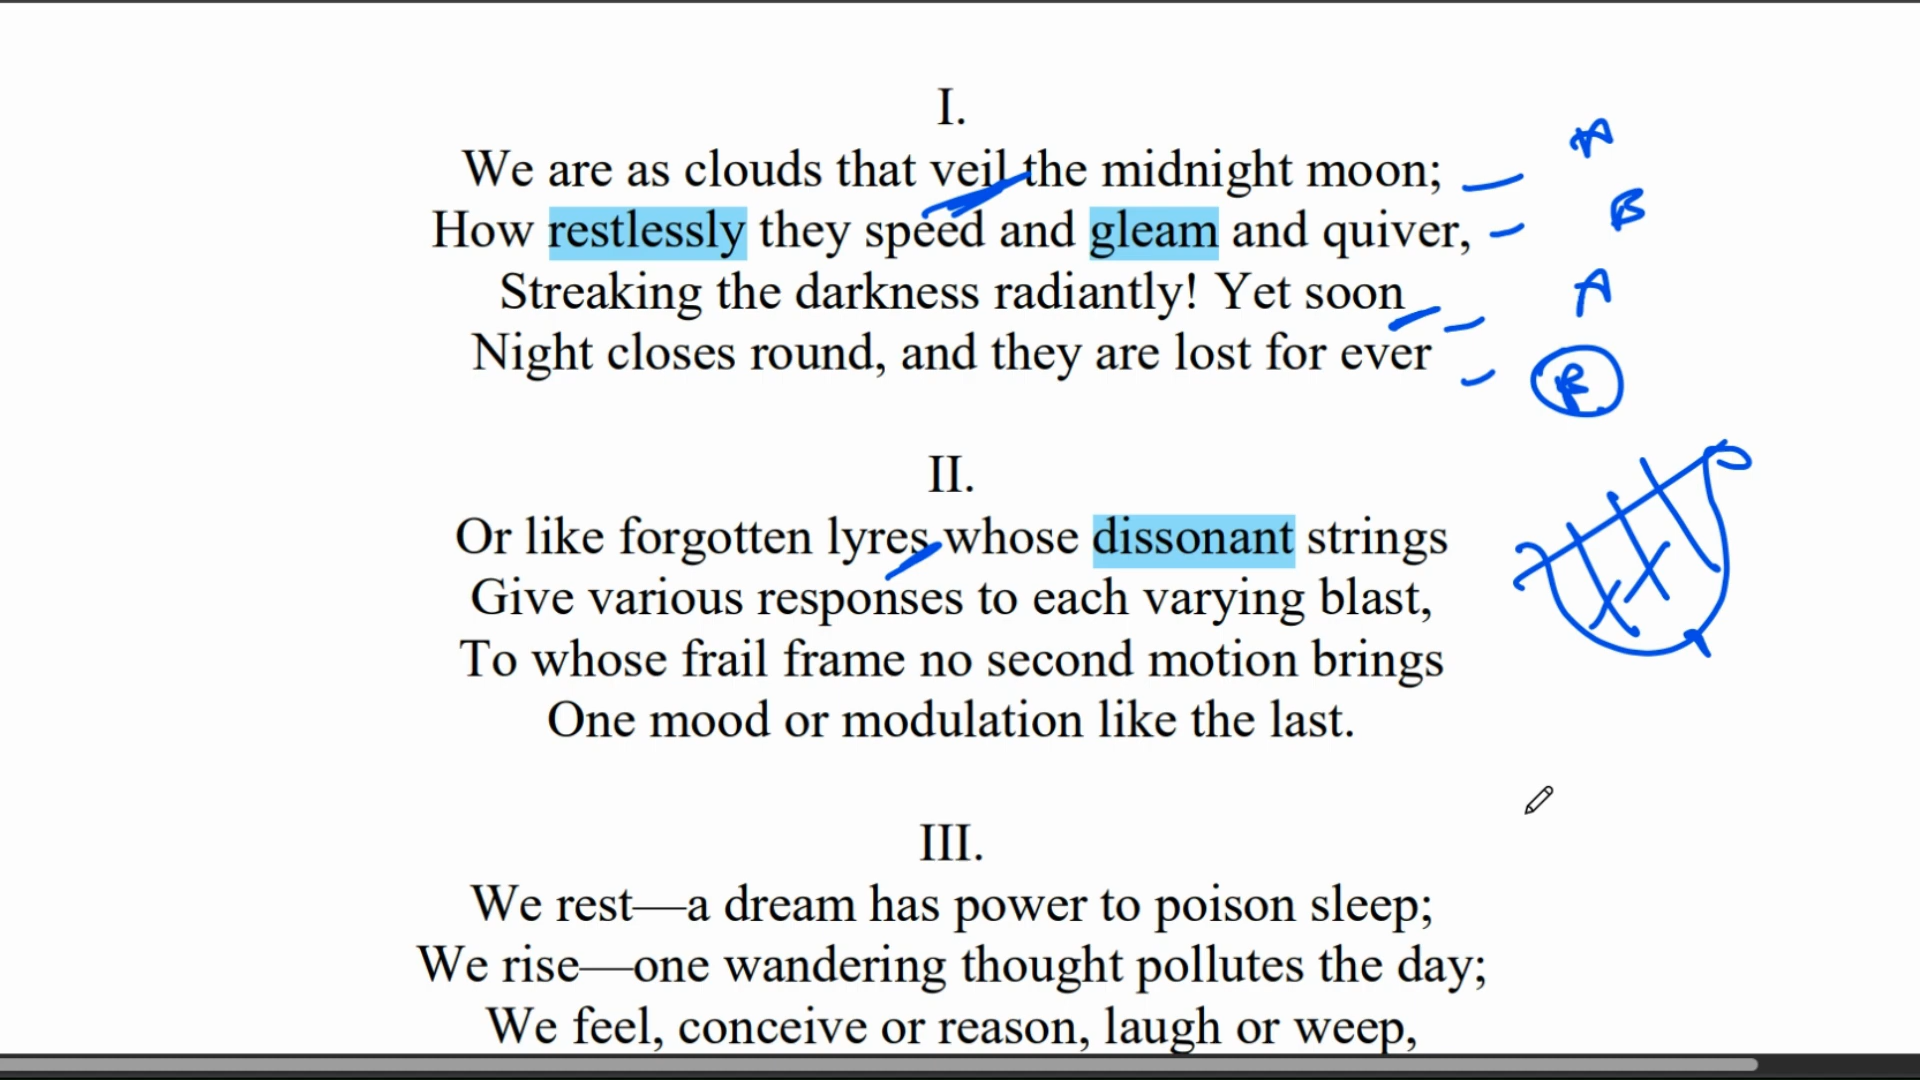 I.
We are as clouds that veil the midnight moon; A
How restlessly they speed and gleam and quiver, B
Streaking the darkness radiantly! Yet soon A
Night closes round, and they are lost for ever
II.
Or like forgotten lyres whose dissonant strings
Give various responses to each varying blast,
To whose frail frame no second motion brings
One mood or modulation like the last.
III.
We rest—a dream has power to poison sleep;
We rise—one wandering thought pollutes the day;
We feel, conceive or reason, laugh or weep,